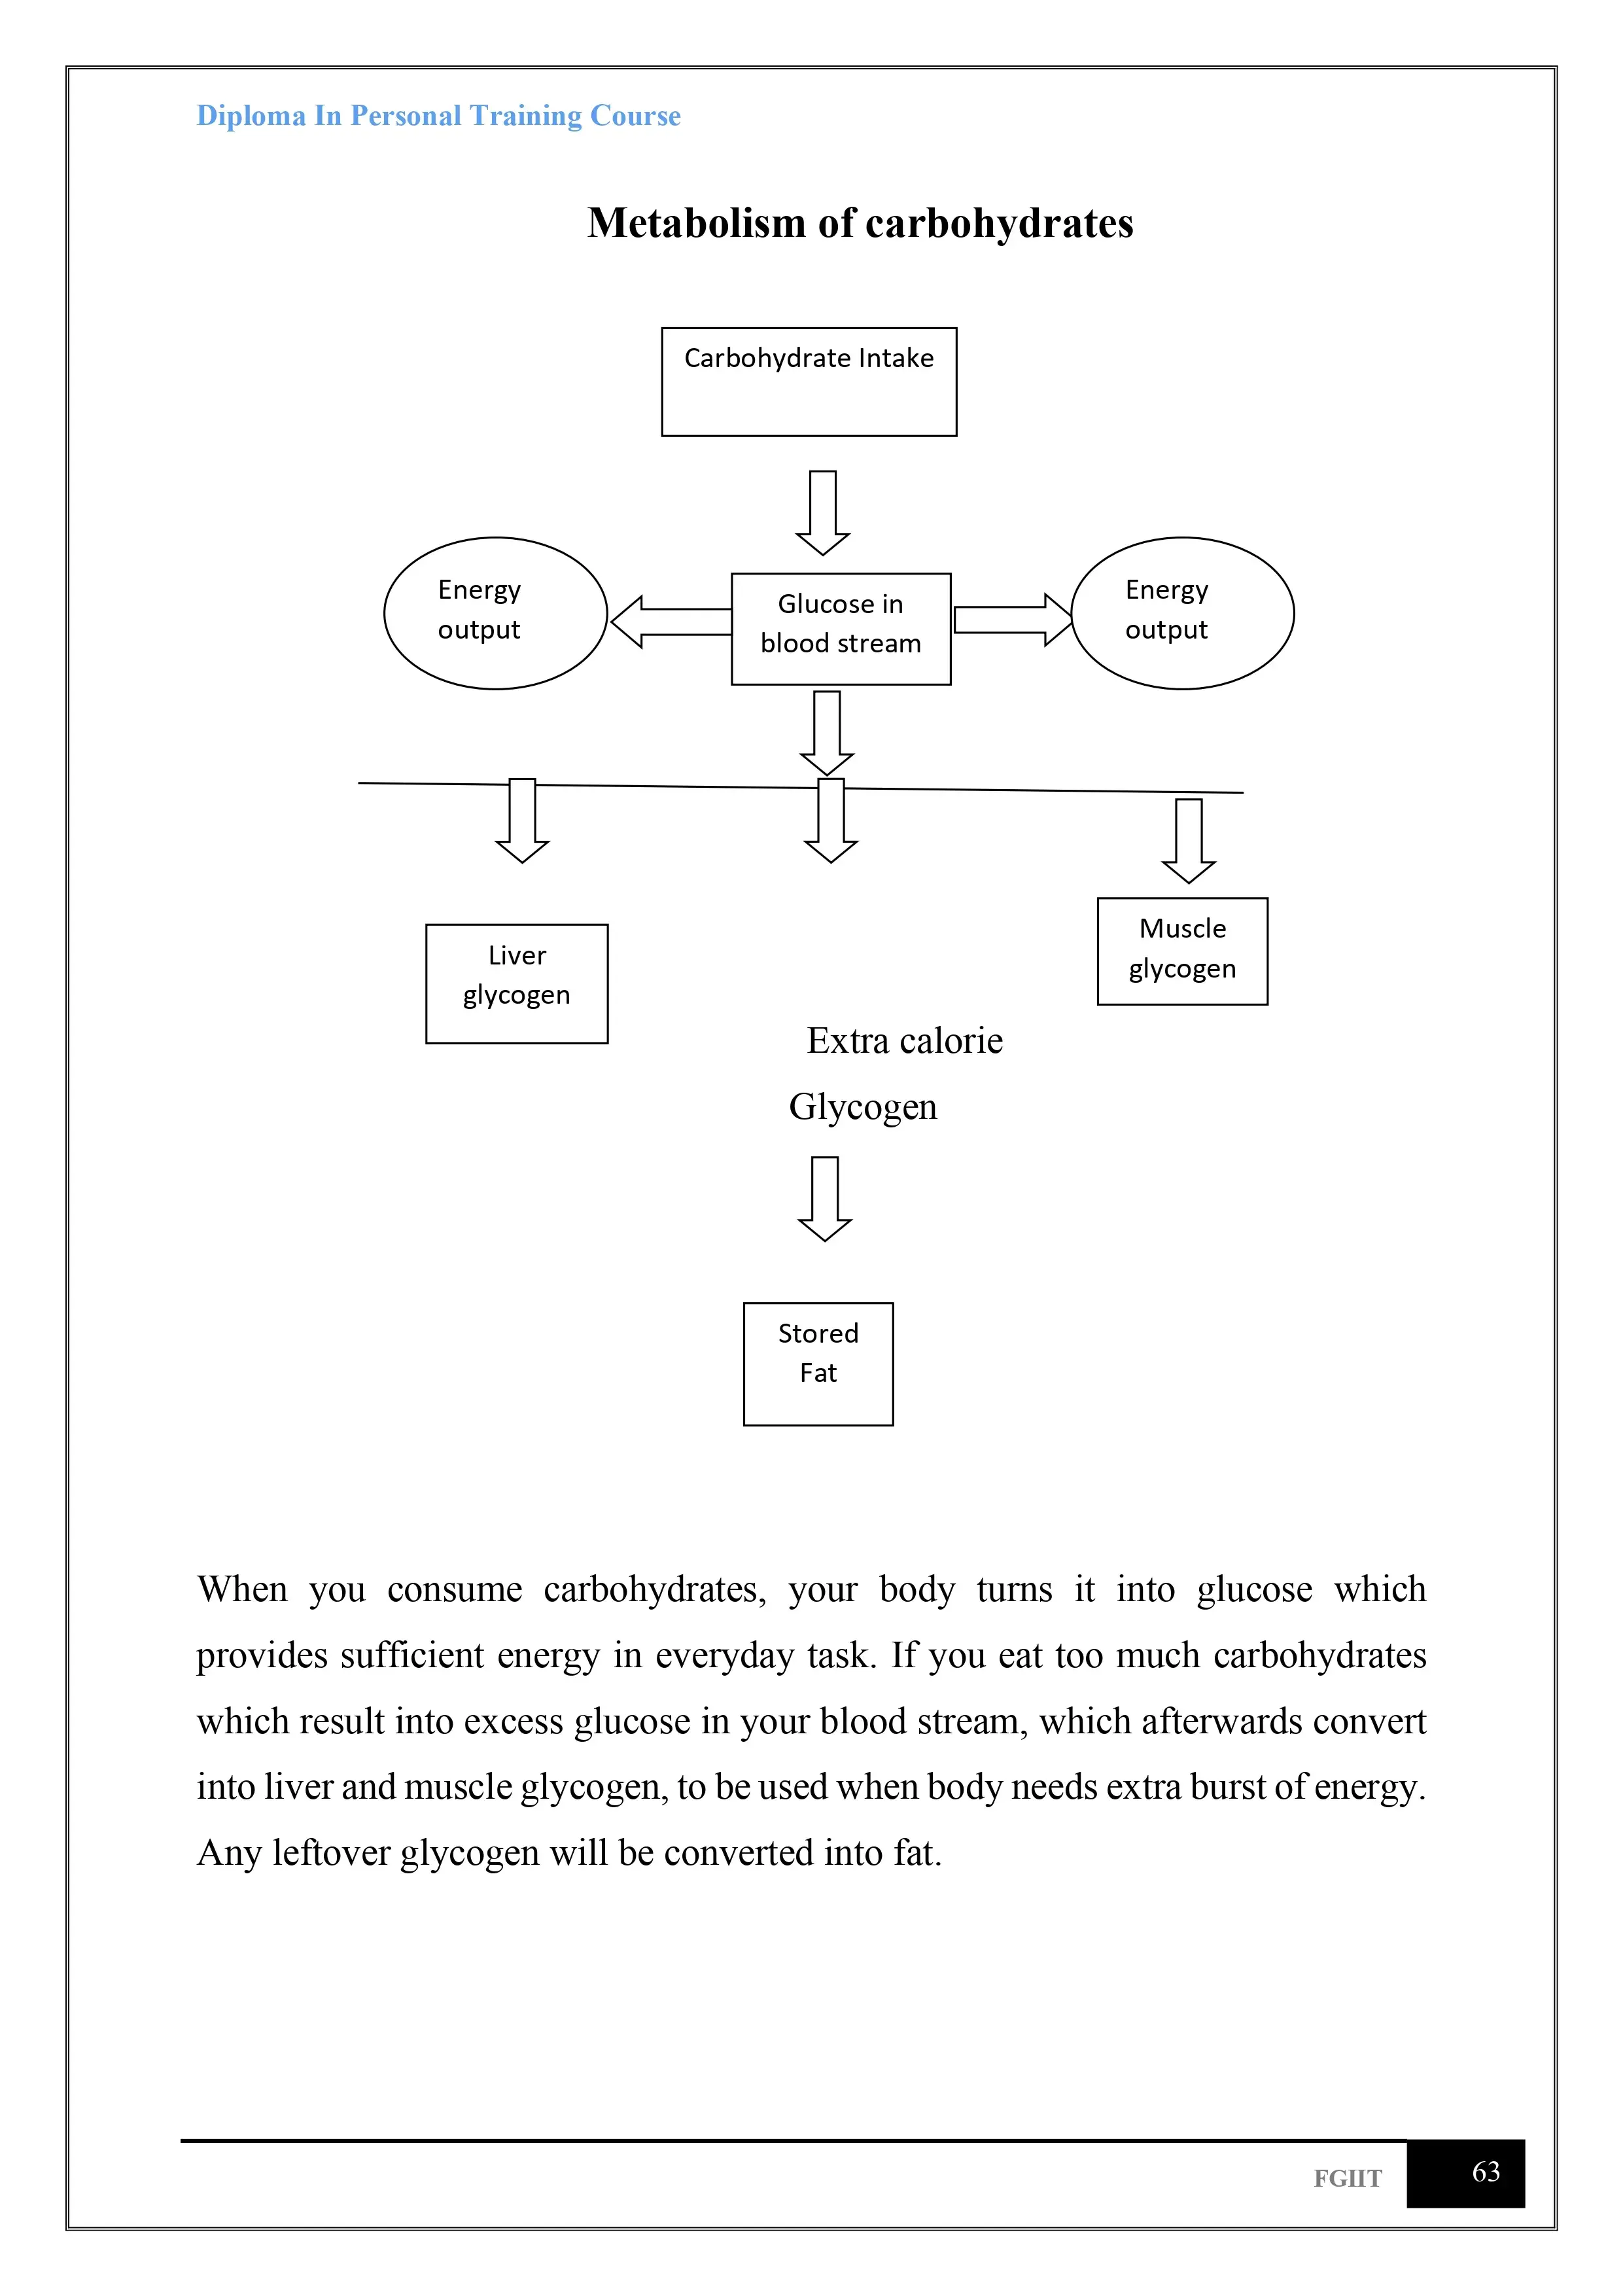 Diploma In Personal Training Course
Metabolism of carbohydrates
Carbohydrate Intake
Energy
output
Glucose in
blood stream
Energy
output
Liver
glycogen
Muscle
glycogen
Extra calorie
Glycogen
Stored
Fat
When you consume carbohydrates, your body turns it into glucose which
provides sufficient energy in everyday task. If you eat too much carbohydrates
which result into excess glucose in your blood stream, which afterwards convert
into liver and muscle glycogen, to be used when body needs extra burst of energy.
Any leftover glycogen will be converted into fat.
FGIIT
63